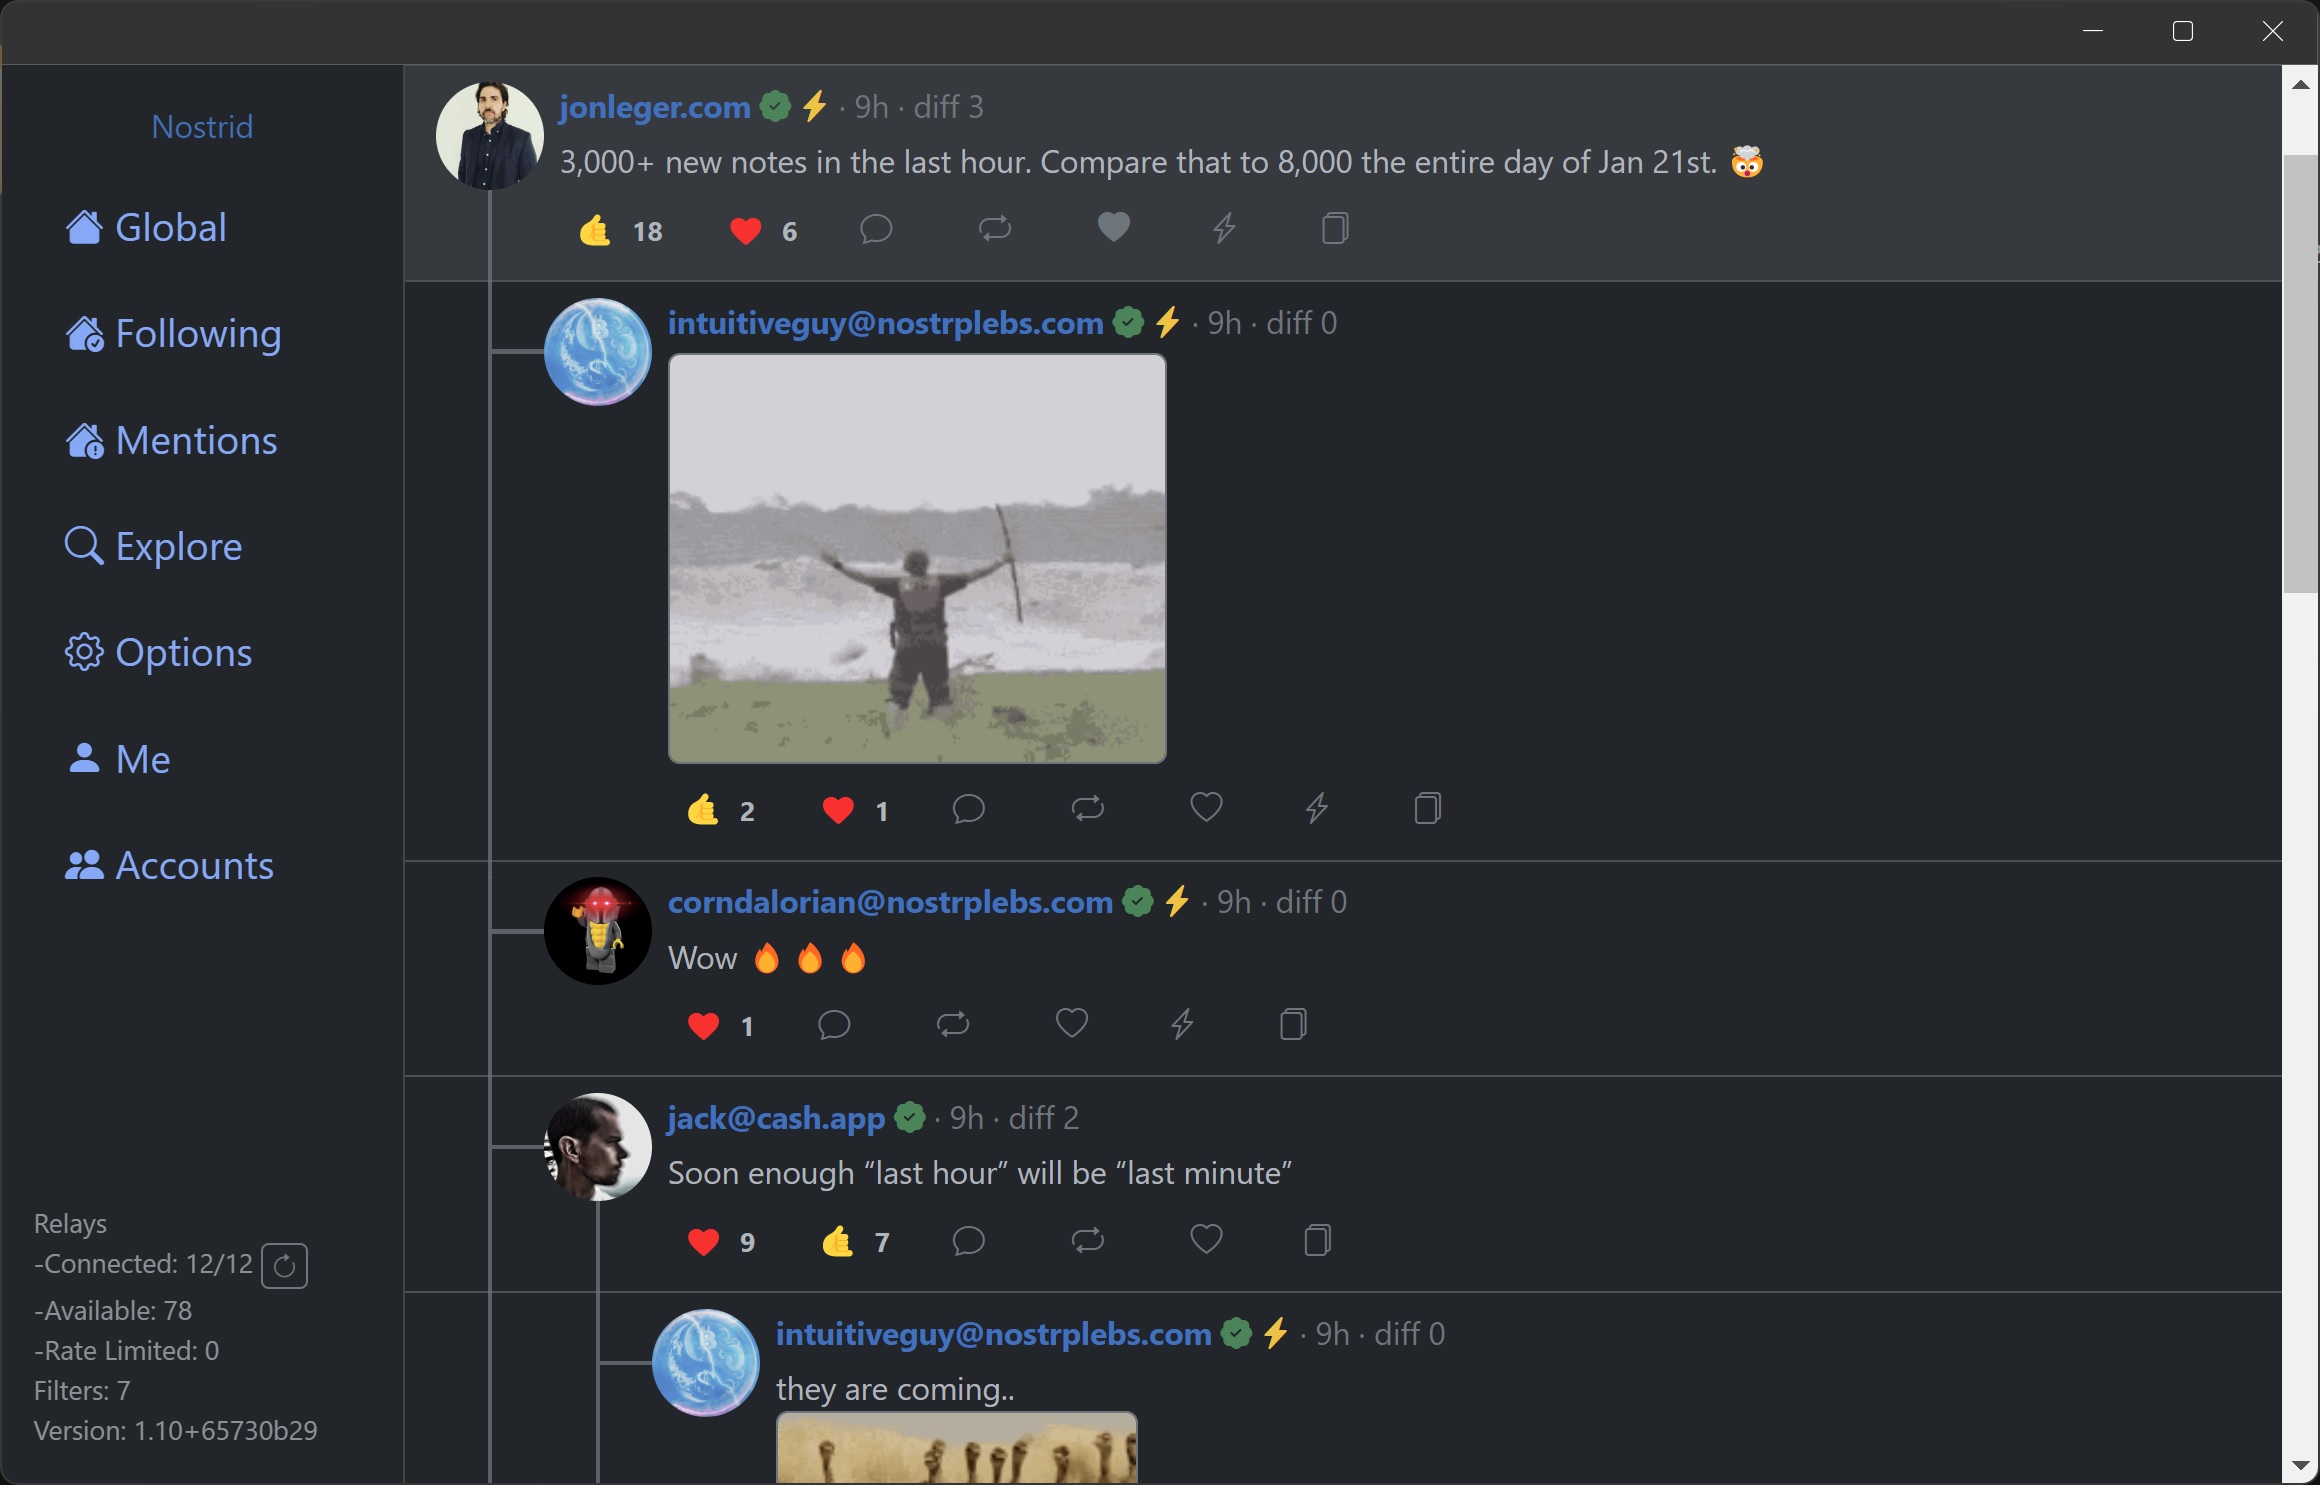 Nostrid
Global
Following
Mentions
Explore
Options
Me
Accounts
Relays
-Connected: 12/12
-Available: 78
-Rate Limited: 0
Filters: 7
Version: 1.10+65730b29
jonleger.com · 9h · diff 3
3,000+ new notes in the last hour. Compare that to 8,000 the entire day of Jan 21st. 🤯
🤙 18 ❤️ 6
intuitiveguy@nostrplebs.com ⚡ · 9h · diff 0
🤙 2 ❤️ 1
corndalorian@nostrplebs.com ⚡ · 9h · diff 0
Wow 🔥 🔥 🔥
❤️ 1
jack@cash.app · 9h · diff 2
Soon enough “last hour” will be “last minute”
❤️ 9 🤙 7
intuitiveguy@nostrplebs.com ⚡ · 9h · diff 0
they are coming..